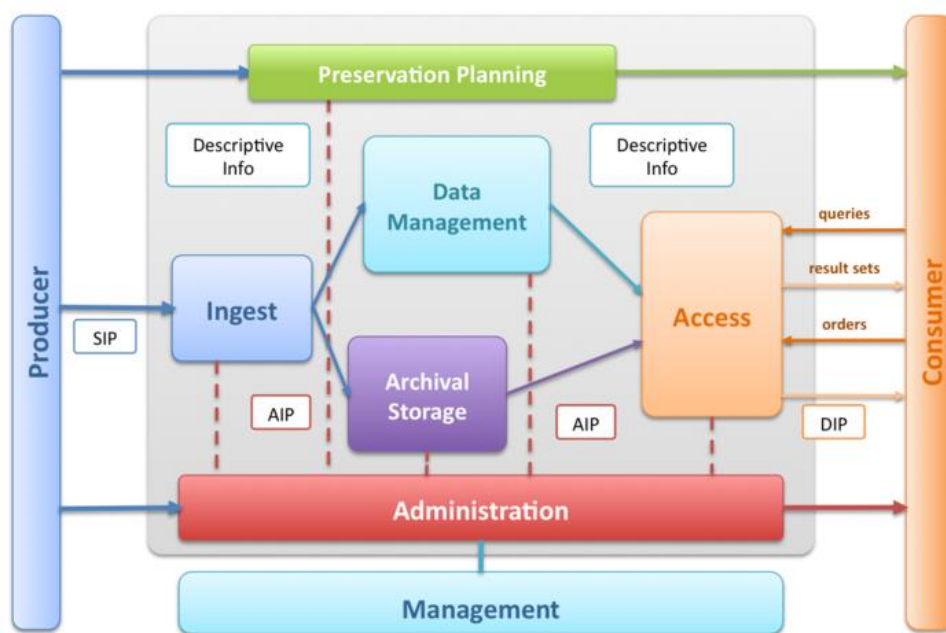 Producer
Preservation Planning
Descriptive
Info
Data
Management
Descriptive
Info
queries
result sets
orders
Ingest
Access
SIP
Archival
Storage
AIP
AIP
DIP
Administration
Management
Consumer